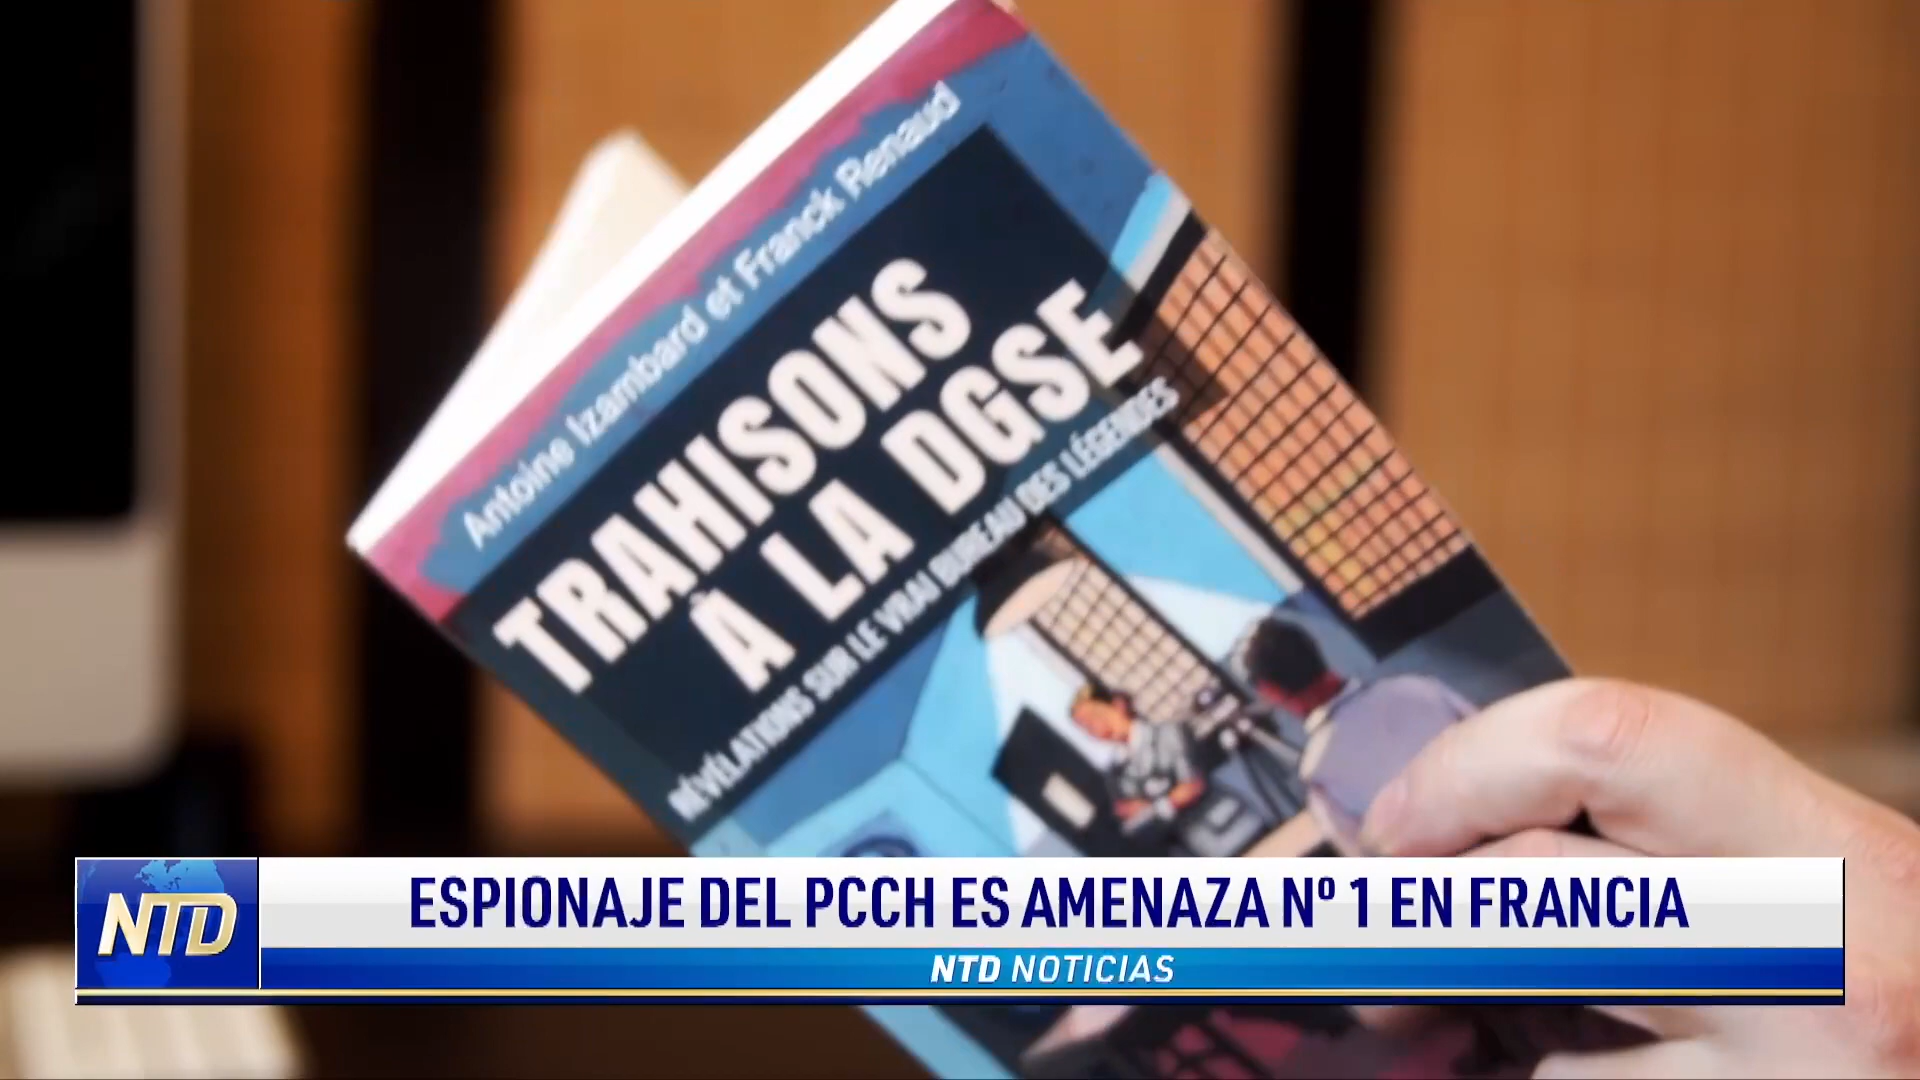 Antoine Izambard et Franck Renaud
TRAHISONS
À LA DGSE
RÉVÉLATIONS SUR LE VRAI BUREAU DES LÉGENDES
NTD
ESPIONAJE DEL PCCH ES AMENAZA Nº 1 EN FRANCIA
NTD NOTICIAS